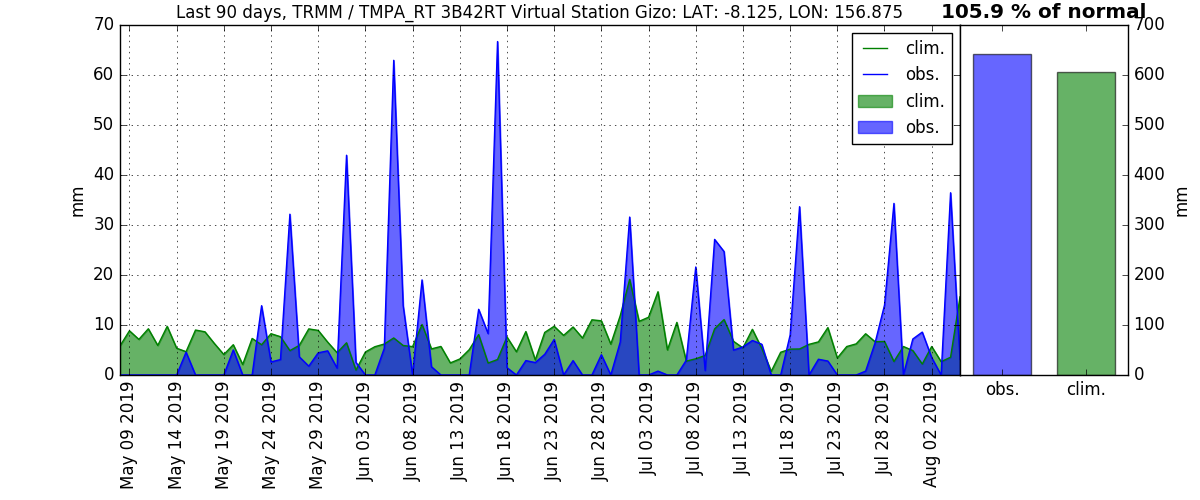 Last 90 days, TRMM / TMPA_RT 3B42RT Virtual Station Gizo: LAT: -8.125, LON: 156.875
105.9 % of normal
70
60
50
40
30
20
10
0
mm
clim.
obs.
clim.
obs.
May 09 2019
May 14 2019
May 19 2019
May 24 2019
May 29 2019
Jun 03 2019
Jun 08 2019
Jun 13 2019
Jun 18 2019
Jun 23 2019
Jun 28 2019
Jul 03 2019
Jul 08 2019
Jul 13 2019
Jul 18 2019
Jul 23 2019
Jul 28 2019
Aug 02 2019
700
600
500
400
300
200
100
0
mm
obs.
clim.